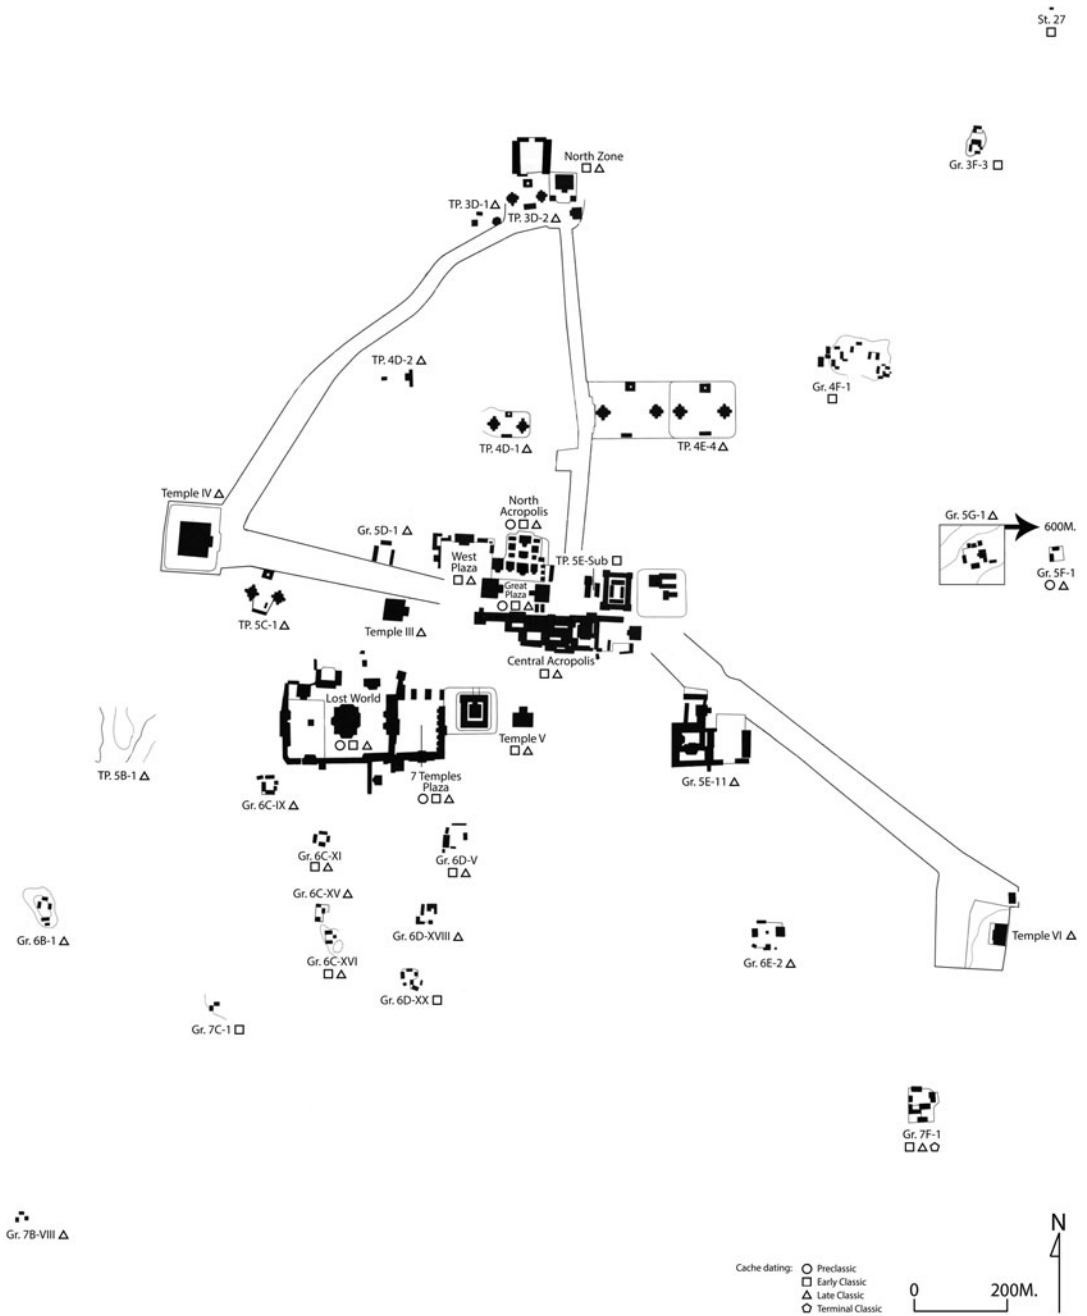 St. 27
Gr. 3F-3
North Zone
TP. 3D-1
TP. 3D-2
TP. 4D-2
Gr. 4F-1
TP. 4D-1
TP. 4E-4
Temple IV
North
Acropolis
Gr. 5D-1
Gr. 5G-1
600M.
West
Plaza
TP. 5E-Sub
Gr. 5F-1
Great
Plaza
TP. 5C-1
Temple III
Central Acropolis
Lost World
Temple V
TP. 5B-1
7 Temples
Plaza
Gr. 5E-11
Gr. 6C-IX
Gr. 6C-XI
Gr. 6D-V
Gr. 6C-XV
Gr. 6B-1
Gr. 6D-XVIII
Temple VI
Gr. 6C-XVI
Gr. 6E-2
Gr. 6D-XX
Gr. 7C-1
Gr. 7F-1
Gr. 7B-VIII
N
Cache dating:
Preclassic
Early Classic
Late Classic
Terminal Classic
0 200M.